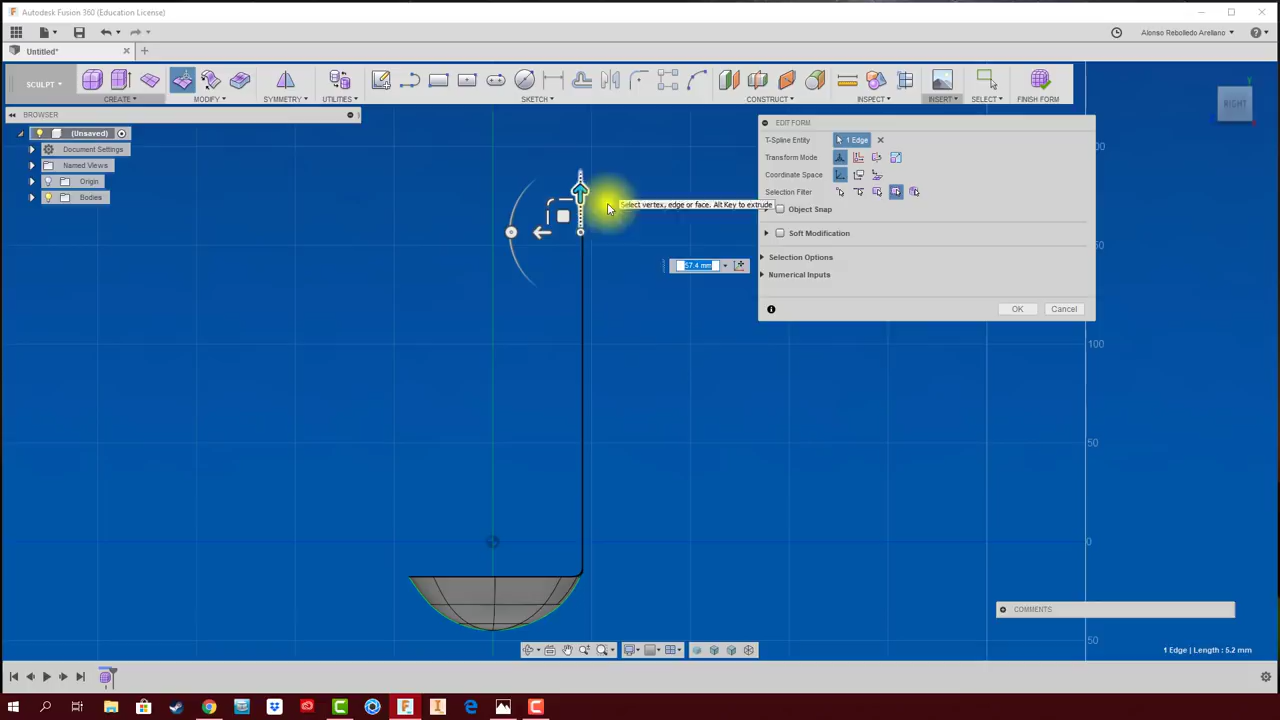 Autodesk Fusion 360 (Education License)
Alonso Rebolledo Arellano
Untitled*
SCULPT
CREATE
MODIFY
SYMMETRY
UTILITIES
SKETCH
CONSTRUCT
INSPECT
INSERT
SELECT
FINISH FORM
BROWSER
(Unsaved)
Document Settings
Named Views
Origin
Bodies
RIGHT
EDIT FORM
T-Spline Entity
1 Edge
Transform Mode
Coordinate Space
Selection Filter
Object Snap
Soft Modification
Selection Options
Numerical Inputs
OK
Cancel
Select vertex, edge or face. Alt Key to extrude
57.4 mm
100
50
0
50
COMMENTS
1 Edge | Length : 5.2 mm